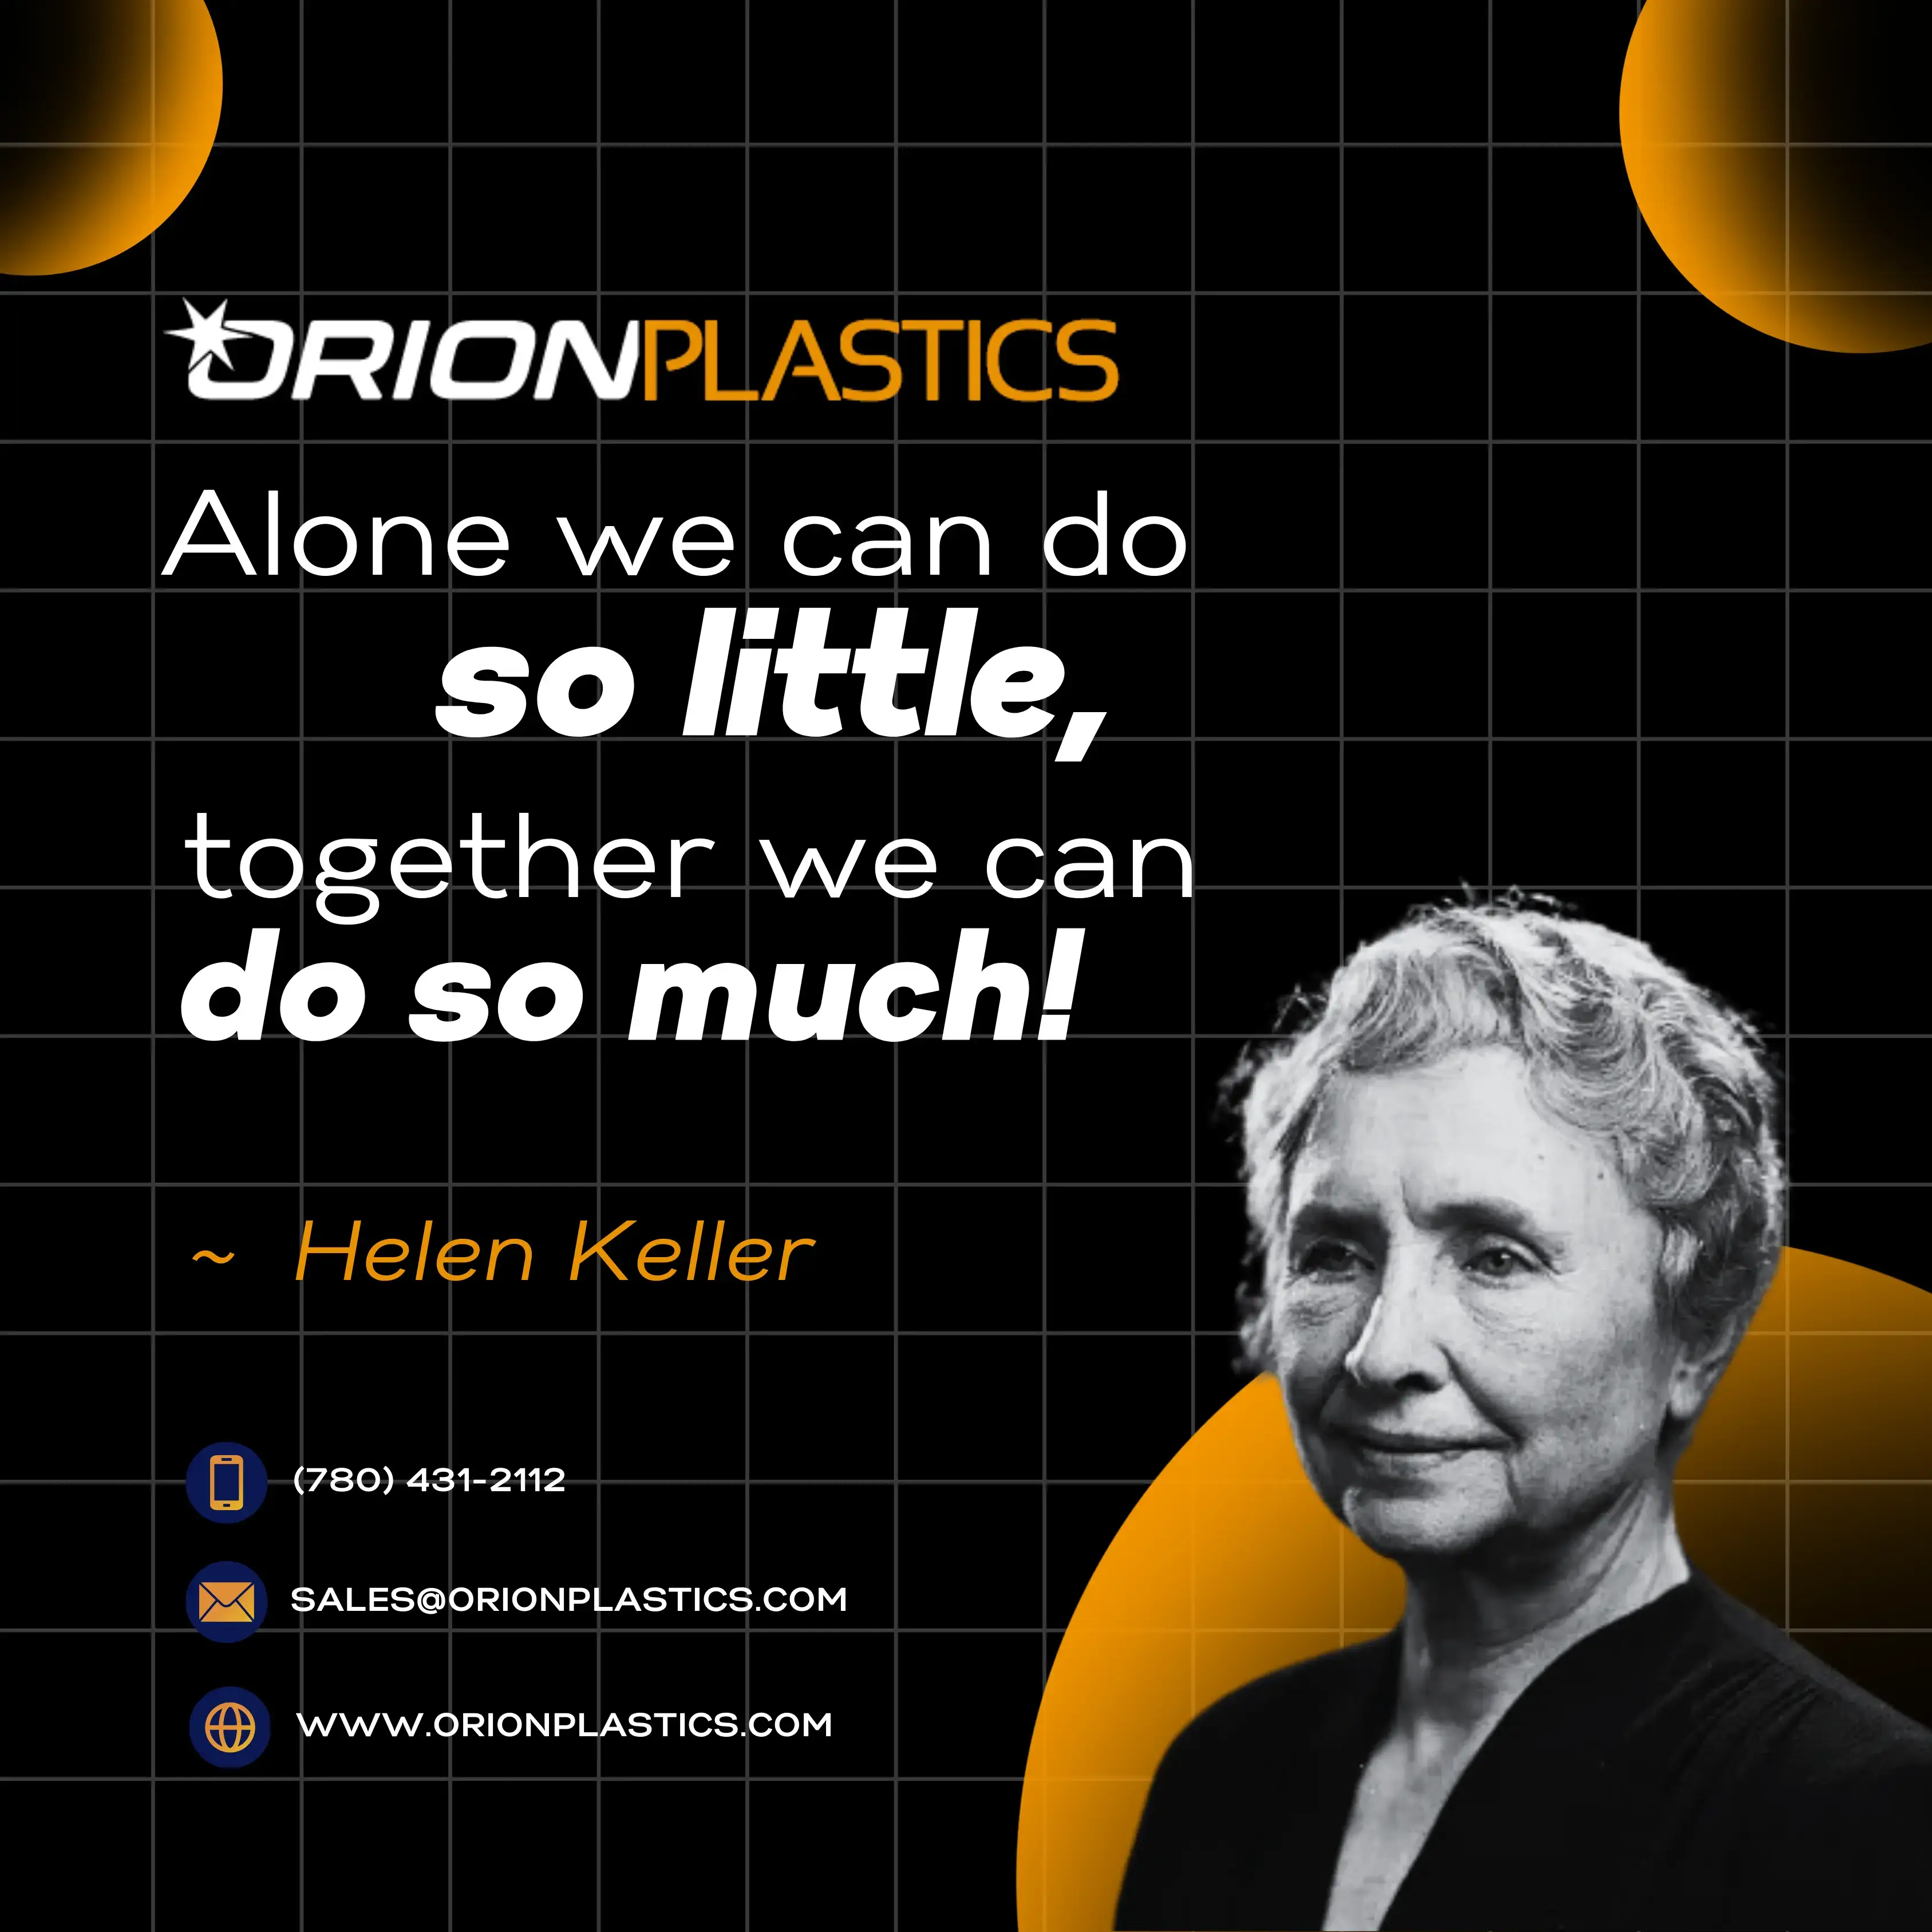 ORIONPLASTICS
Alone we can do
so little,
together we can
do so much!
~ Helen Keller
(780) 431-2112
SALES@ORIONPLASTICS.COM
WWW.ORIONPLASTICS.COM